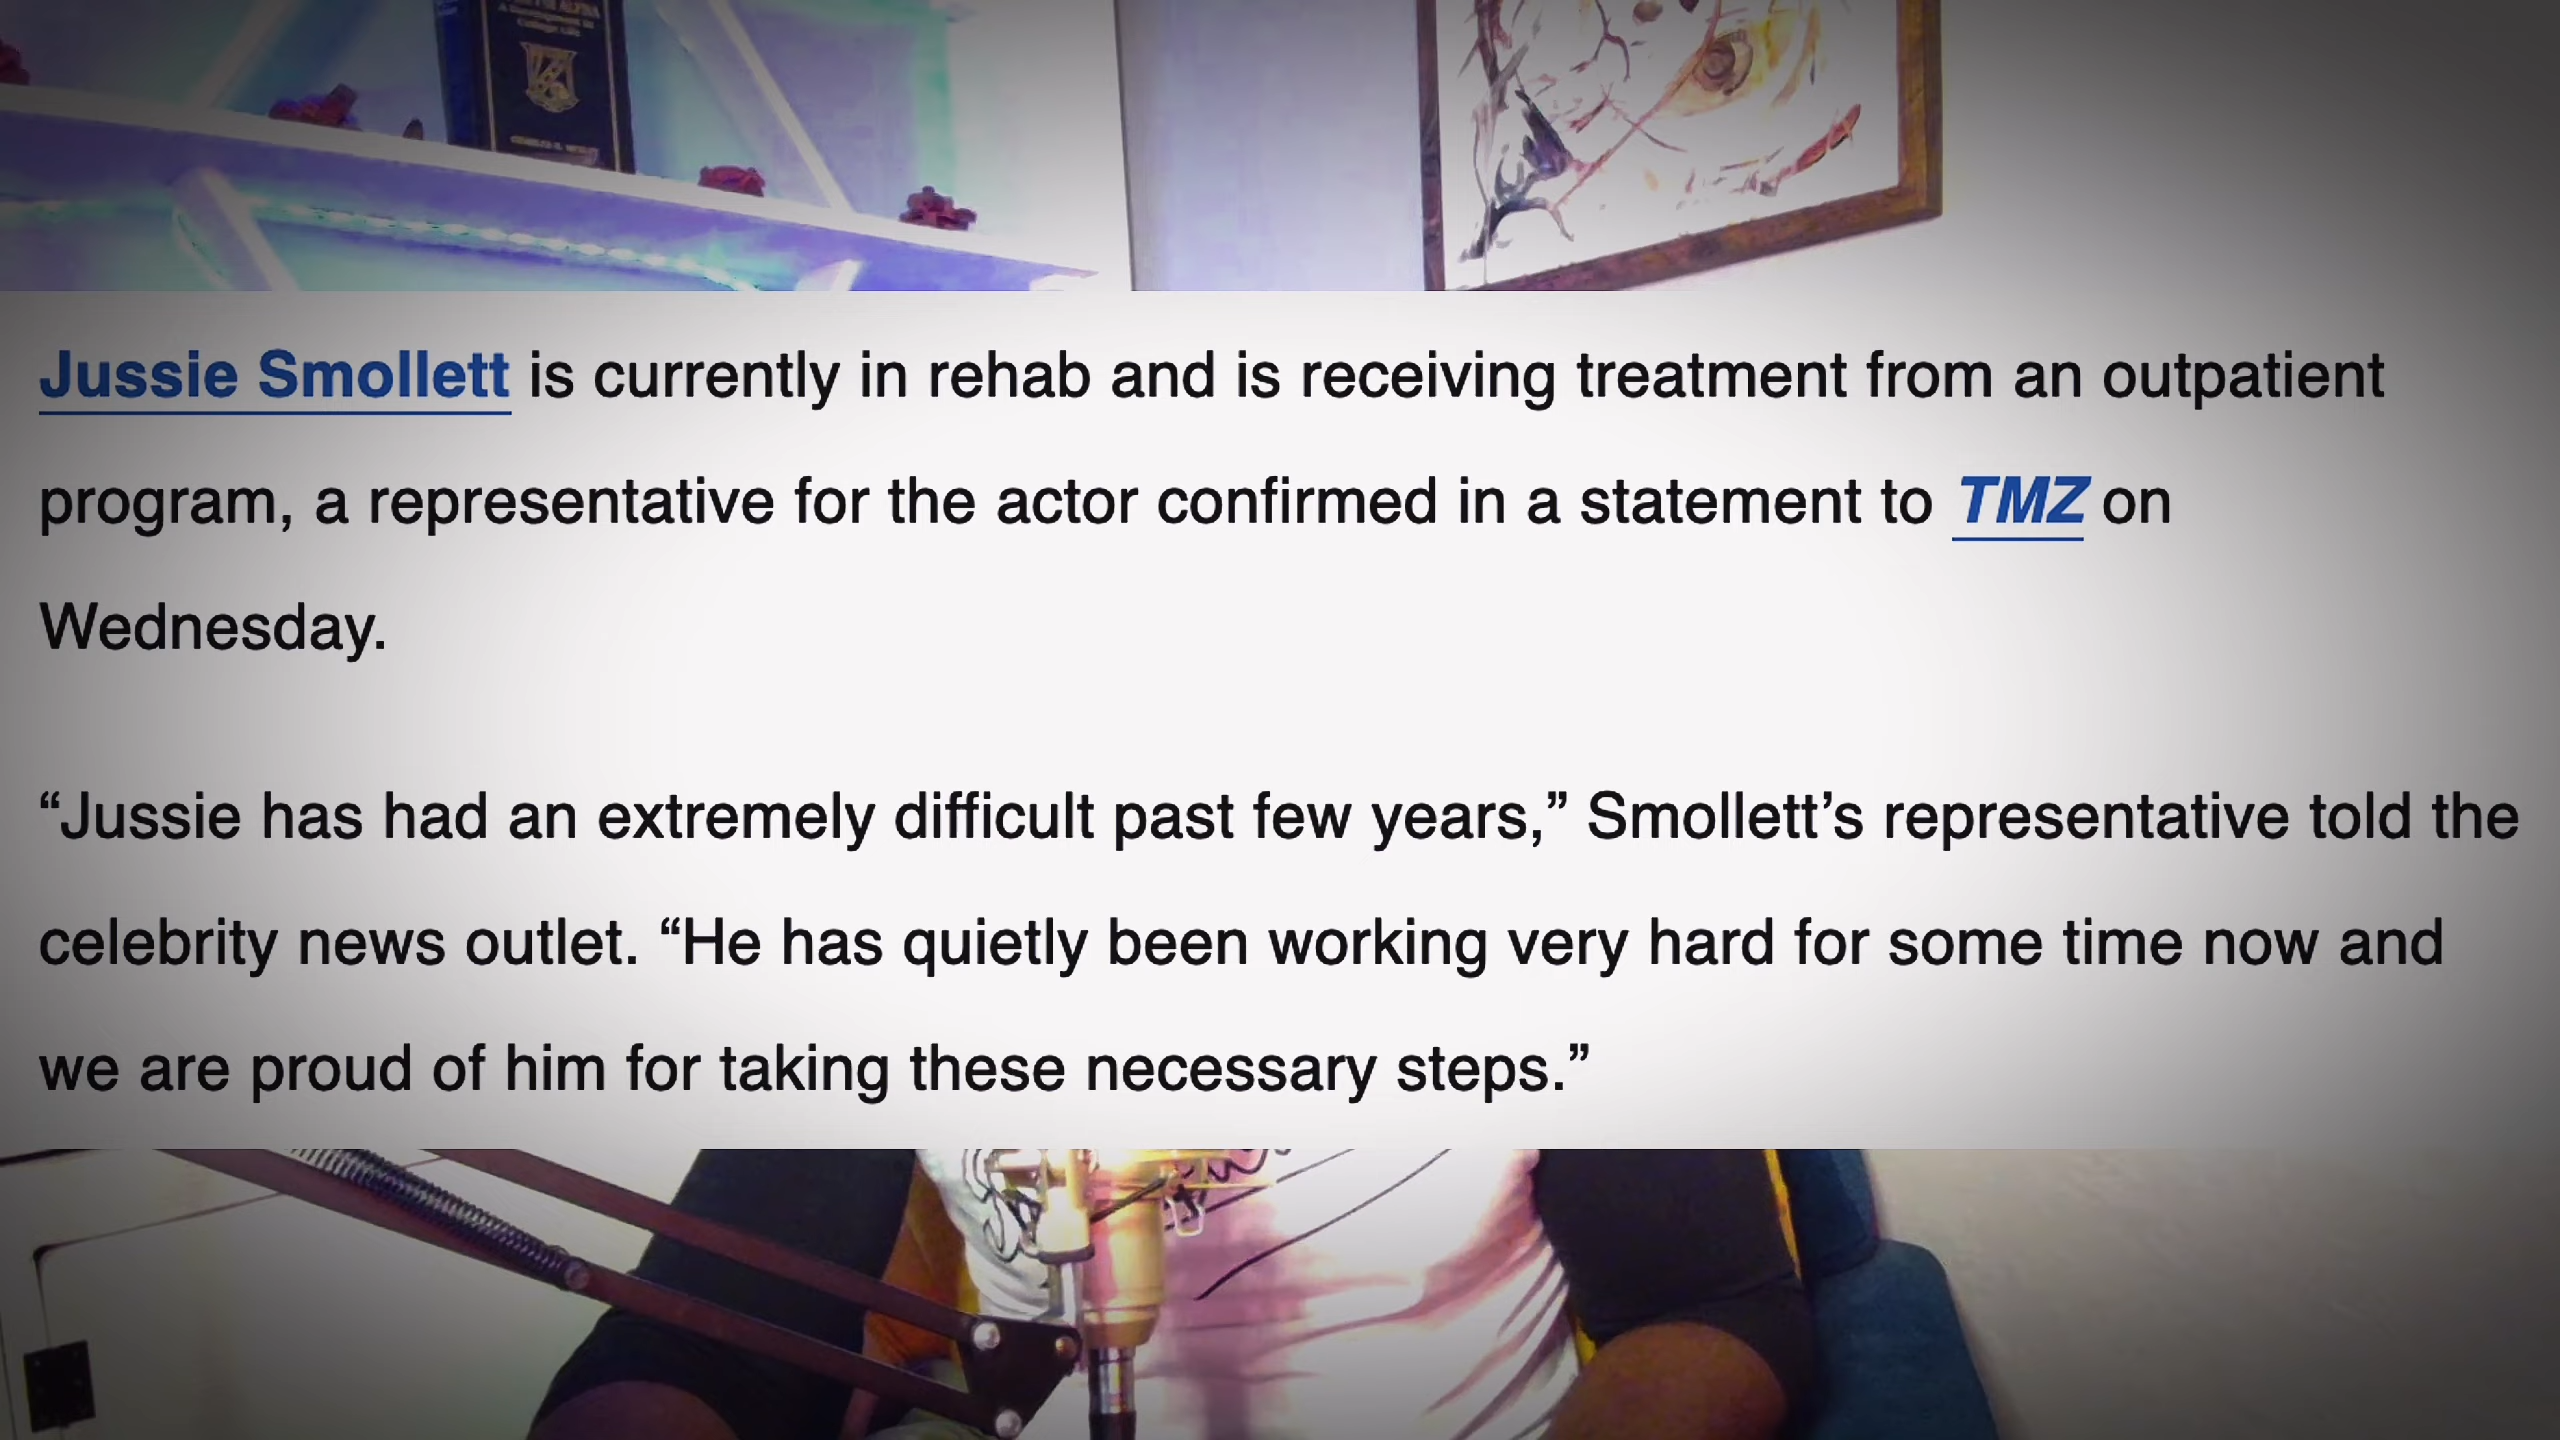 Jussie Smollett is currently in rehab and is receiving treatment from an outpatient
program, a representative for the actor confirmed in a statement to TMZ on
Wednesday.
“Jussie has had an extremely difficult past few years,” Smollett’s representative told the
celebrity news outlet. “He has quietly been working very hard for some time now and
we are proud of him for taking these necessary steps.”